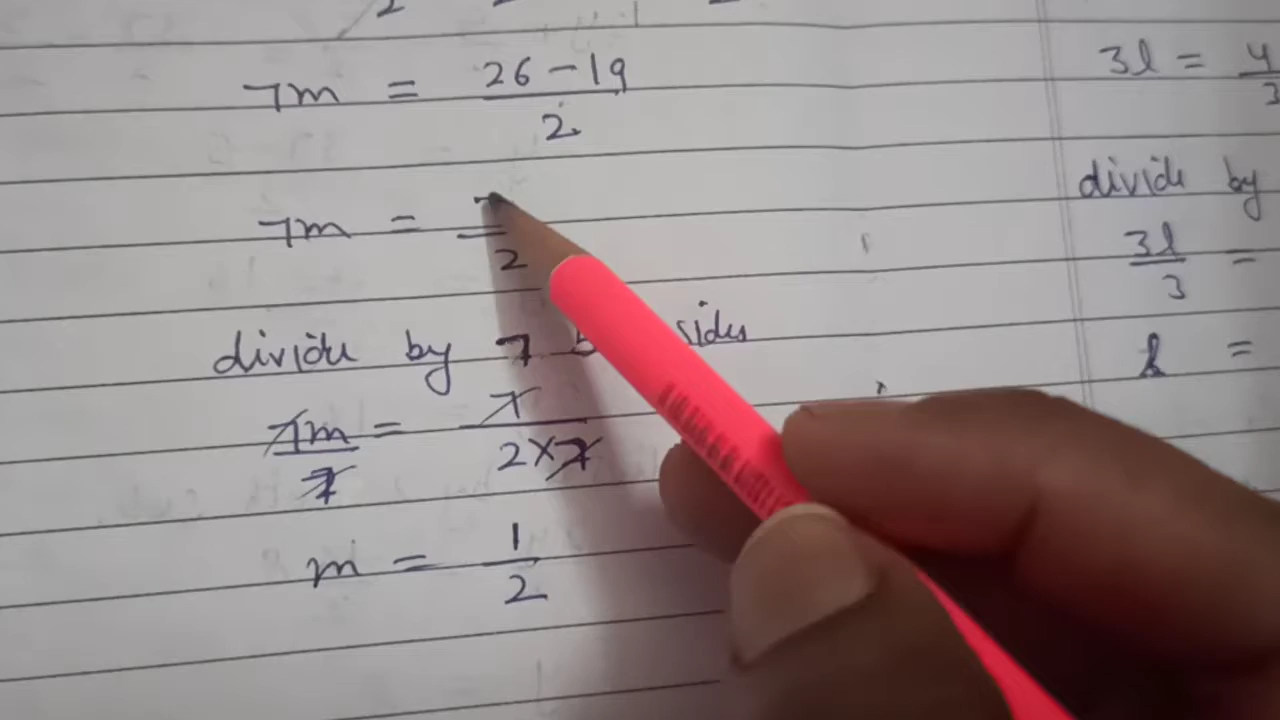 7m = 26 - 19 / 2
7m = 7 / 2
divide by 7 sides
7m / 7 = 7 / 2 × 7
m = 1 / 2
3l =
divide by
3l / 3 =
l =